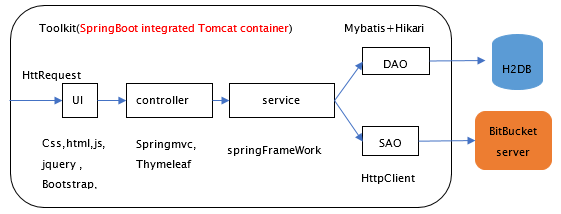 Toolkit(SpringBoot integrated Tomcat container)
Mybatis+Hikari
HttRequest
UI
controller
service
DAO
SAO
H2DB
BitBucket
server
Css,html,js,
jquery ,
Bootstrap.
Springmvc,
Thymeleaf
springFrameWork
HttpClient